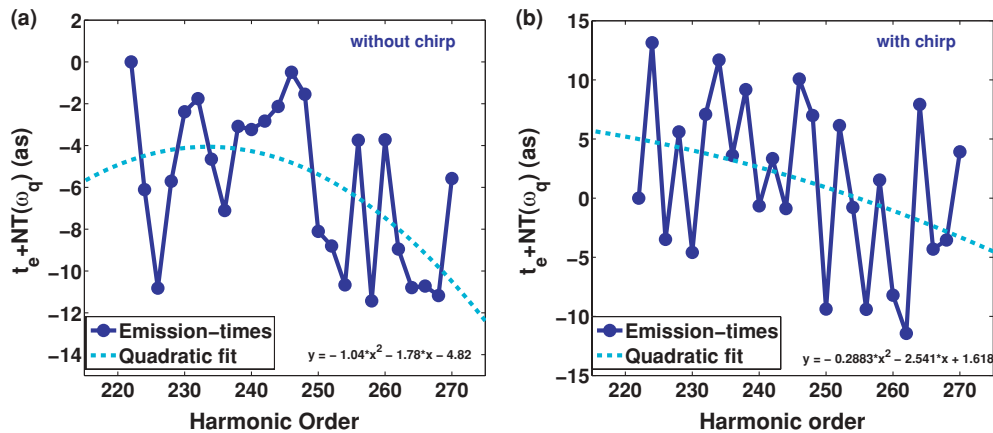 (a)
without chirp
t_e+NT(ω_q) (as)
2
0
−2
−4
−6
−8
−10
−12
−14
Emission−times
Quadratic fit
y = − 1.04*x² − 1.78*x − 4.82
220 230 240 250 260 270
Harmonic Order
(b)
with chirp
t_e+NT(ω_q) (as)
15
10
5
0
−5
−10
−15
Emission−times
Quadratic fit
y = − 0.2883*x² − 2.541*x + 1.618
220 230 240 250 260 270
Harmonic order